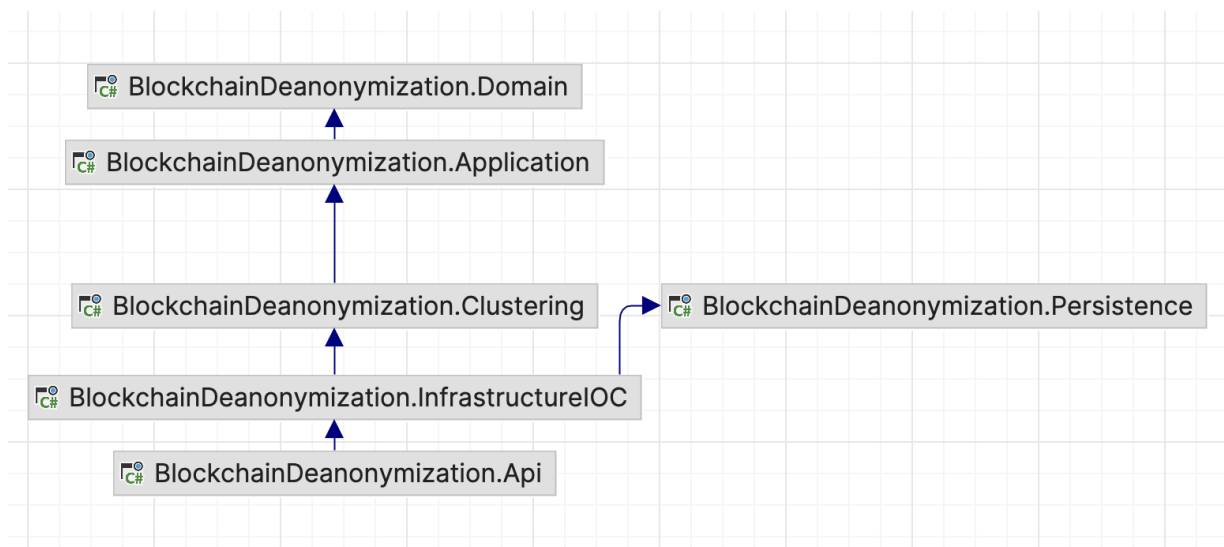 C# BlockchainDeanonymization.Domain
C# BlockchainDeanonymization.Application
C# BlockchainDeanonymization.Clustering
C# BlockchainDeanonymization.Persistence
C# BlockchainDeanonymization.InfrastructureIOC
C# BlockchainDeanonymization.Api